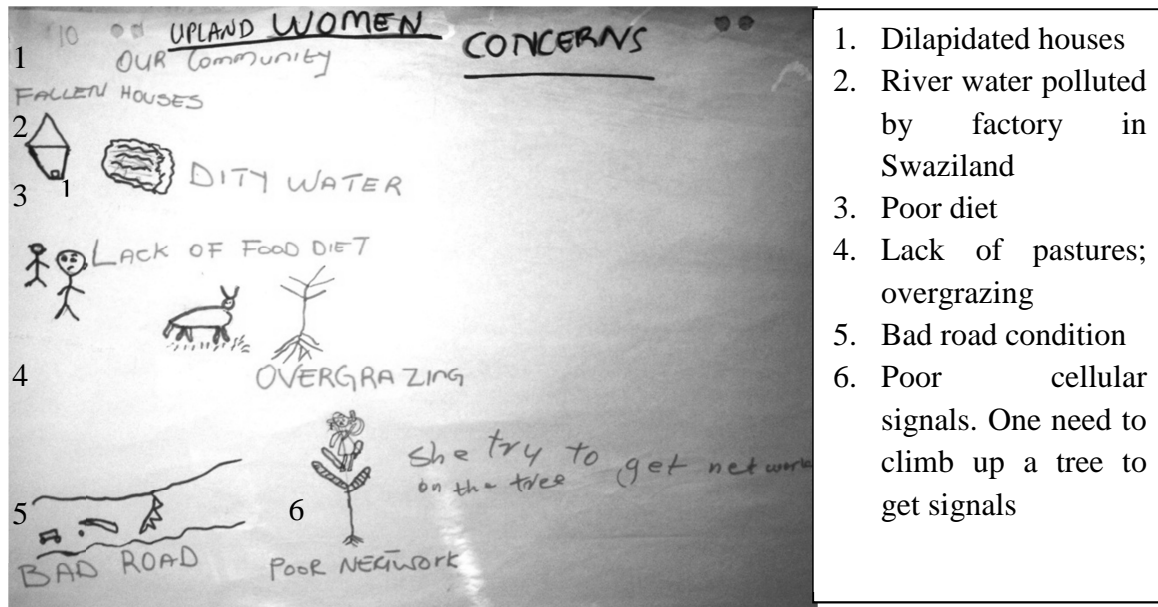 10
UPLAND WOMEN CONCERNS
1
OUR Community
FALLEN HOUSES
2
DITY WATER
3
1
LACK OF FOOD DIET
4
OVERGRAZING
She try to get network
on the tree
5
6
BAD ROAD
POOR NERTWORK
1. Dilapidated houses
2. River water polluted
by factory in
Swaziland
3. Poor diet
4. Lack of pastures;
overgrazing
5. Bad road condition
6. Poor cellular
signals. One need to
climb up a tree to
get signals